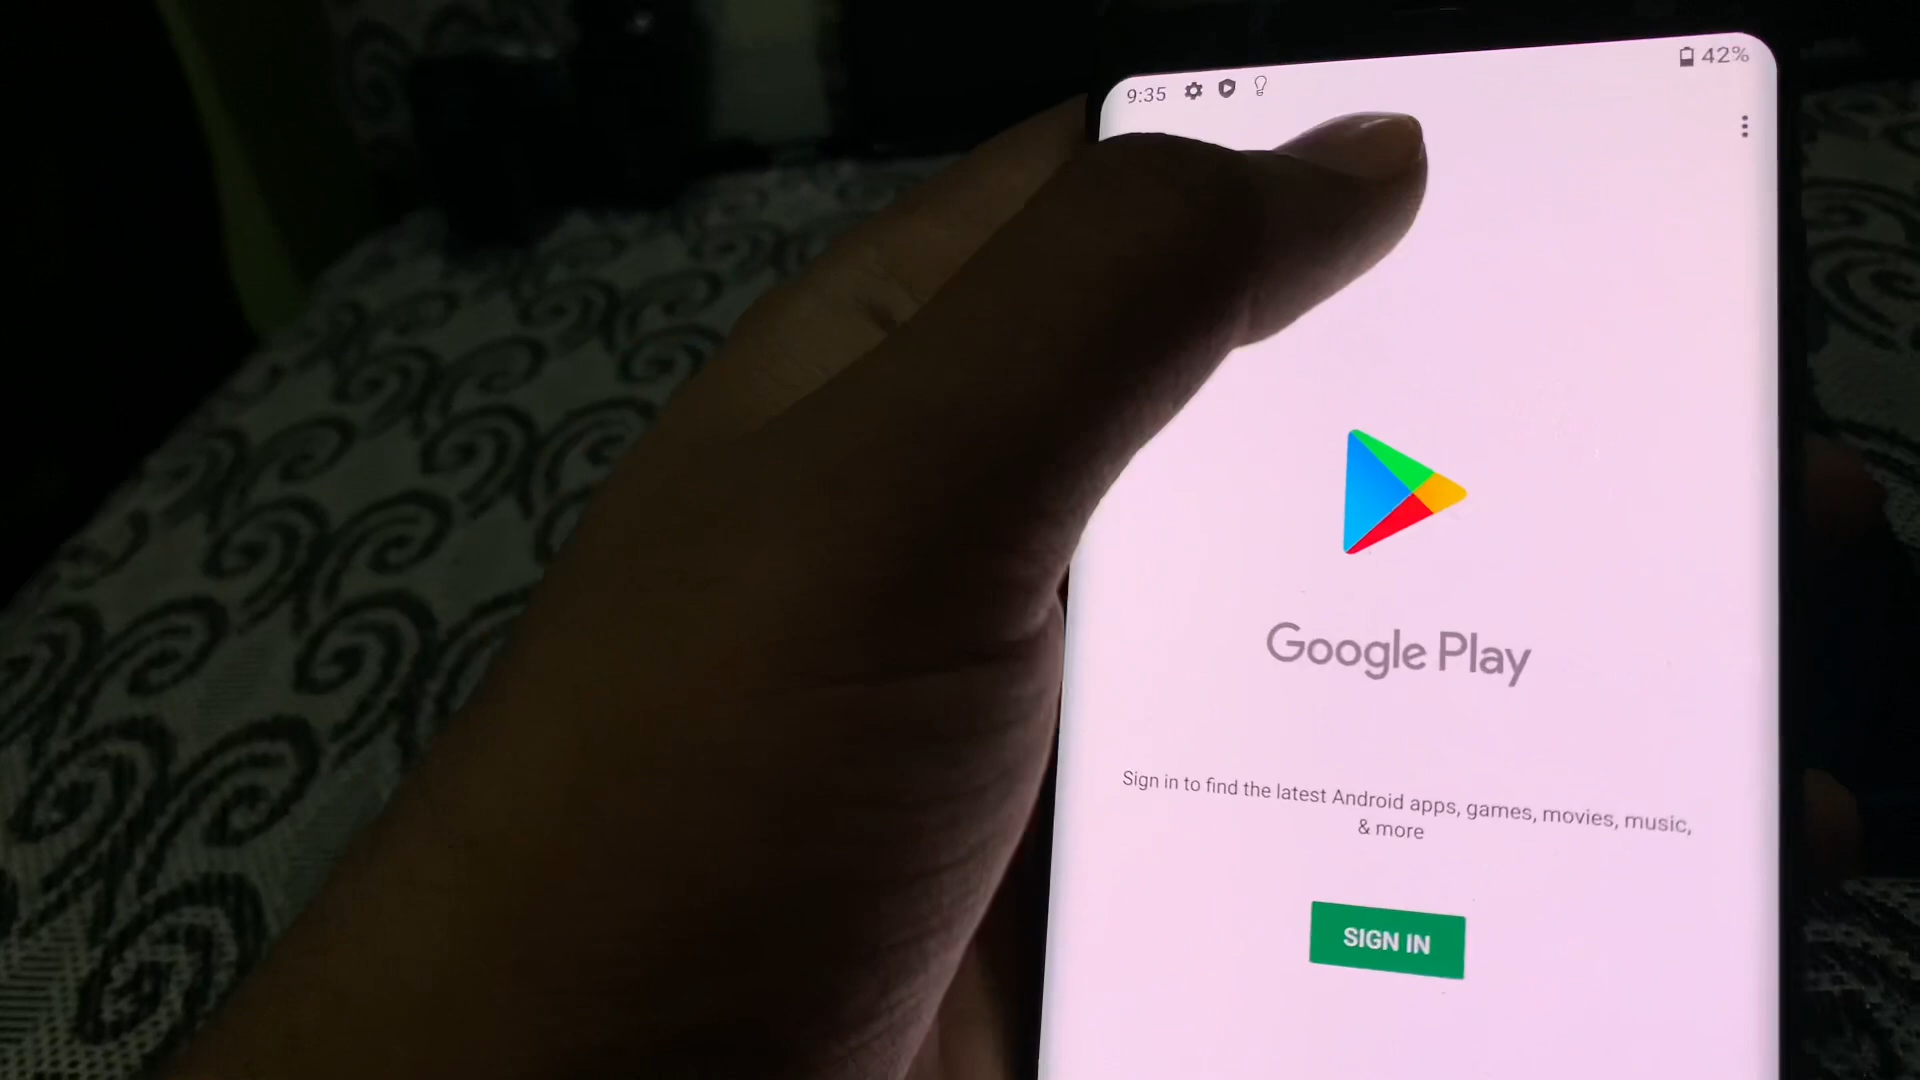 9:35
42%
Google Play
Sign in to find the latest Android apps, games, movies, music,
& more
SIGN IN